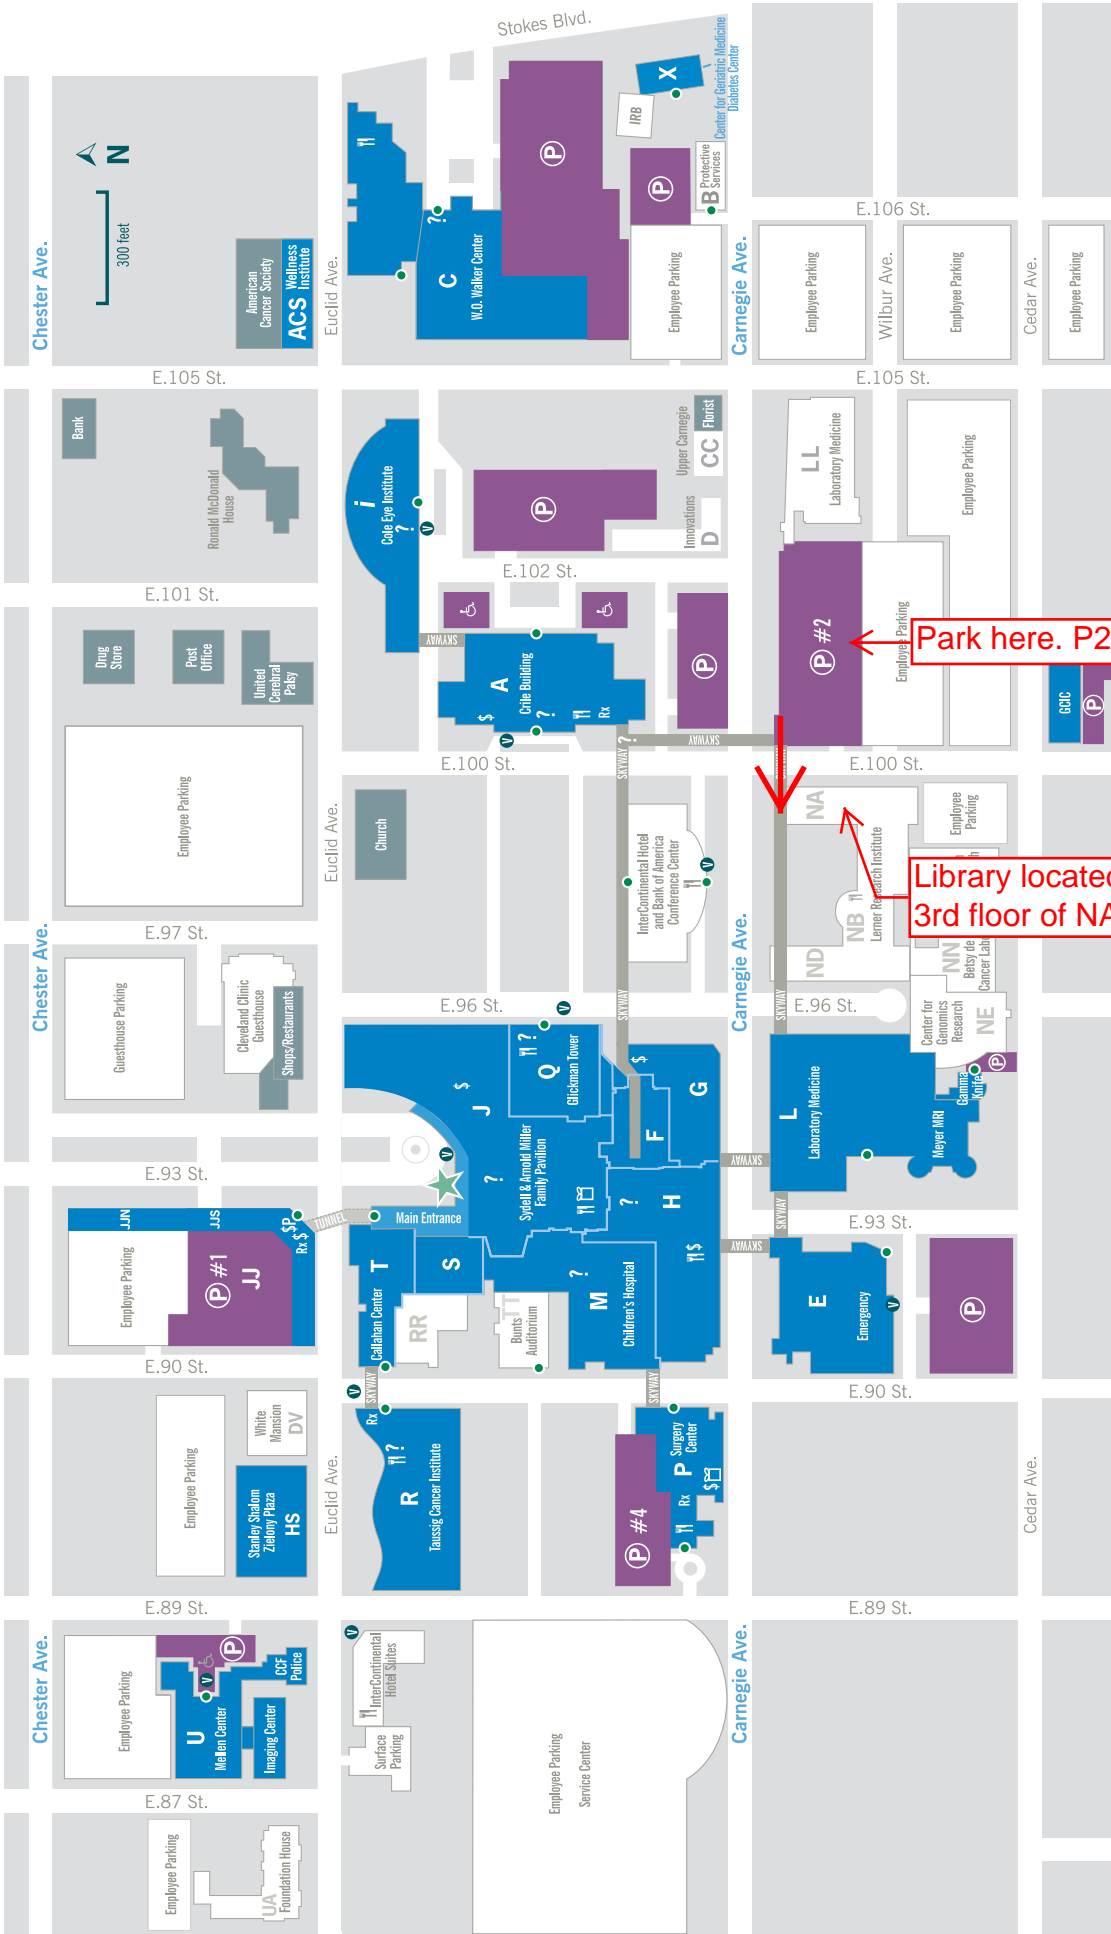 Stokes Blvd.
Chester Ave.
N
300 feet
American
Cancer Society
ACS Wellness
Institute
Euclid Ave.
C
W.O. Walker Center
?
P
P
IRB
X
Center for Geriatric Medicine
Diabetes Center
B Protective
Services
Employee Parking
Carnegie Ave.
E.106 St.
Employee Parking
Wilbur Ave.
Employee Parking
Cedar Ave.
Employee Parking
E.105 St.
E.105 St.
Bank
Ronald McDonald
House
i
Cole Eye Institute
?
V
P
Upper Carnegie
CC
Florist
Innovations
D
LL
Laboratory Medicine
Employee Parking
E.101 St.
E.102 St.
Drug
Store
Post
Office
United
Cerebral
Palsy
SKYWAY
A
Crile Building
$
?
Rx
V
P
SKYWAY
SKYWAY ?
P #2
Employee Parking
Park here. P2
GCIC
P
E.100 St.
E.100 St.
Employee Parking
Euclid Ave.
Church
InterContinental Hotel
and Bank of America
Conference Center
V
NA
NB
Lerner Research Institute
ND
Employee
Parking
Library located
3rd floor of NA
NN
Betsy de
Cancer Labo
Chester Ave.
E.97 St.
Carnegie Ave.
Guesthouse Parking
Cleveland Clinic
Guesthouse
Shops/Restaurants
E.96 St.
V
SKYWAY
SKYWAY
E.96 St.
Center for
Genomics
Research
NE
J
$
Q
Glickman Tower
?
$
F
G
L
Laboratory Medicine
Gamma
Knife
P
Meyer MRI
Sydell & Arnold Miller
Family Pavilion
?
V
H
?
$
SKYWAY
E.93 St.
E.93 St.
JJN
JJS
Rx $ $P
TUNNEL
Main Entrance
Employee Parking
P #1
JJ
T
Callahan Center
S
RR
TT
Bunts
Auditorium
M
Children's Hospital
?
SKYWAY
E
Emergency
V
P
E.90 St.
E.90 St.
V
SKYWAY
SKYWAY
Employee Parking
White
Mansion
DV
Stanley Shalom
Zielony Plaza
HS
Euclid Ave.
Rx
?
R
Taussig Cancer Institute
P #4
P Surgery
Center
Rx
$
Cedar Ave.
E.89 St.
E.89 St.
Chester Ave.
Employee Parking
P
V
CCF
Police
U
Mellen Center
Imaging Center
V
InterContinental
Hotel Suites
Surface
Parking
Employee Parking
Service Center
Carnegie Ave.
E.87 St.
Employee Parking
UA
Foundation House